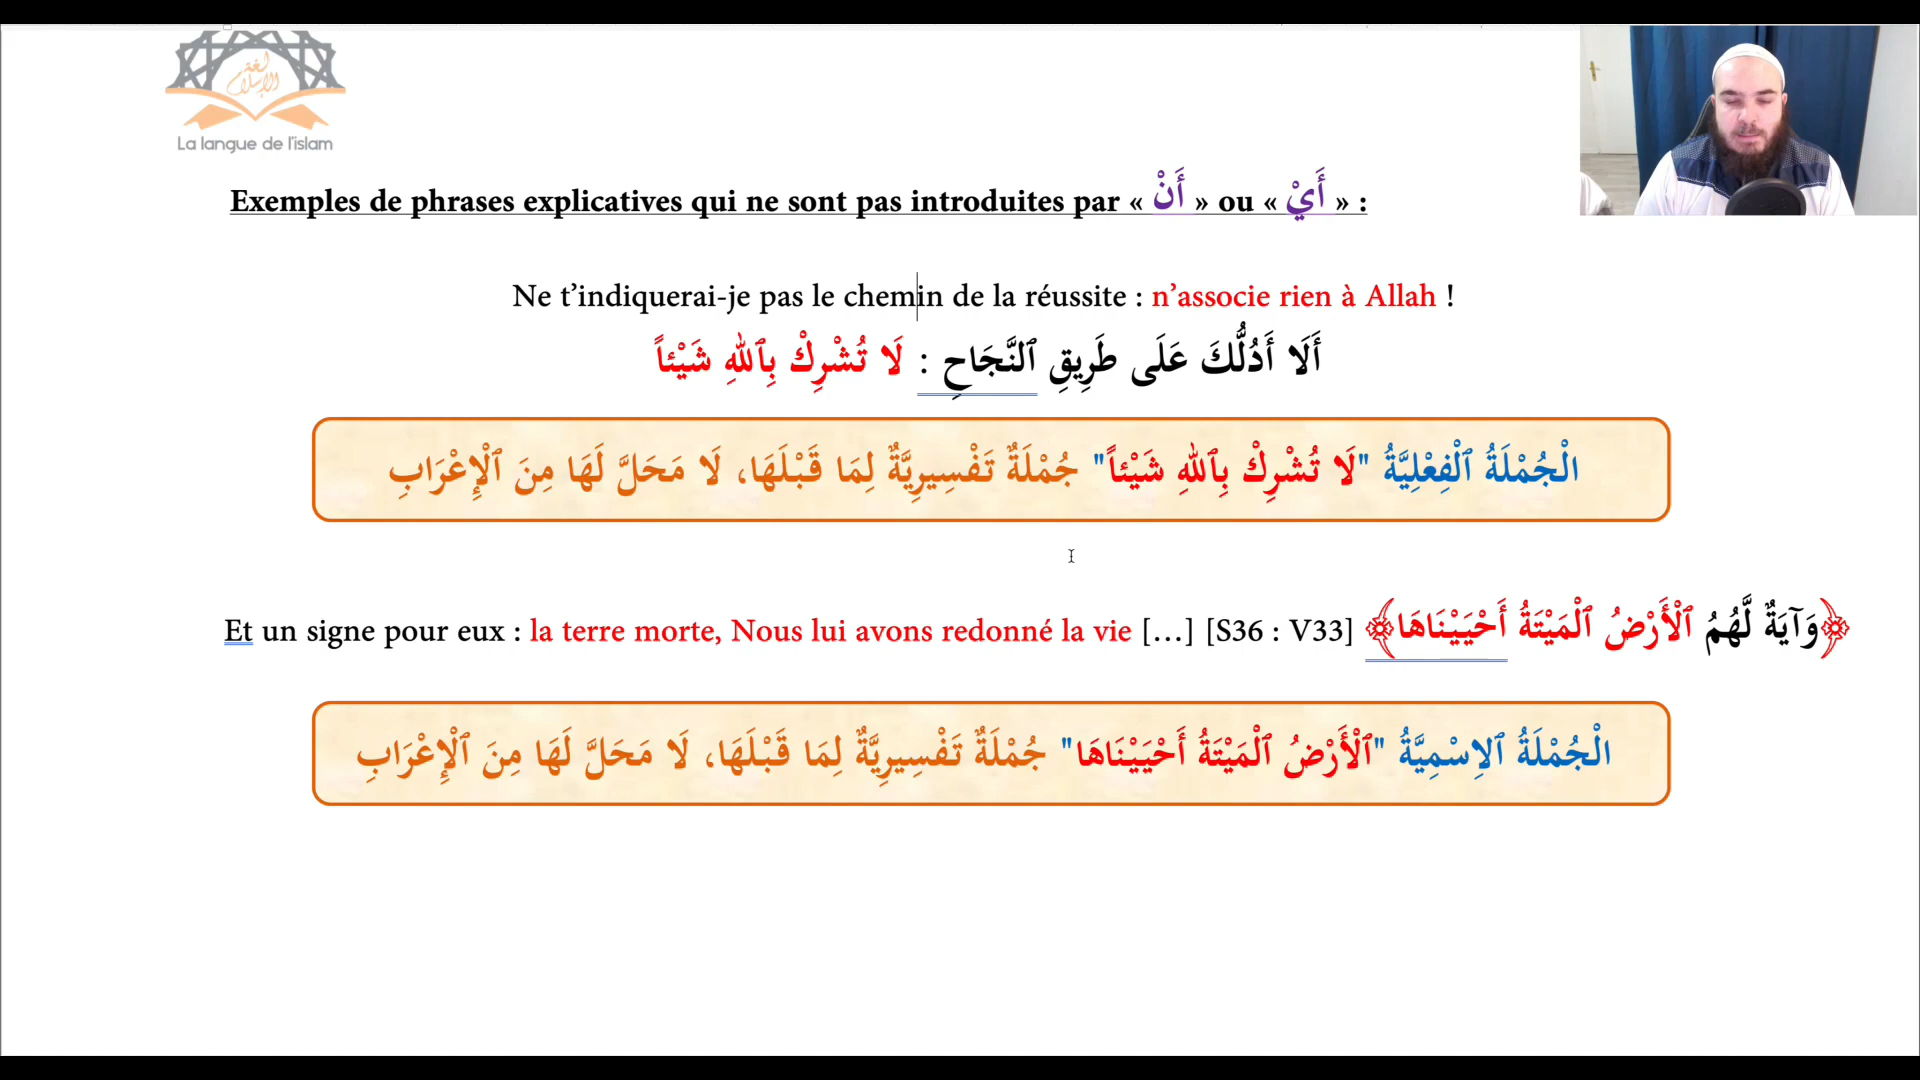 لغة
الإسلام
La langue de l'islam
Exemples de phrases explicatives qui ne sont pas introduites par « أَنْ » ou « أَيْ » :
Ne t’indiquerai-je pas le chemin de la réussite : n’associe rien à Allah !
أَلَا أَدُلُّكَ عَلَى طَرِيقِ ٱلنَّجَاحِ : لَا تُشْرِكْ بِٱللهِ شَيْئاً
الْجُمْلَةُ ٱلْفِعْلِيَّةُ "لَا تُشْرِكْ بِٱللهِ شَيْئاً" جُمْلَةٌ تَفْسِيرِيَّةٌ لِمَا قَبْلَهَا، لَا مَحَلَّ لَهَا مِنَ ٱلْإِعْرَابِ
Et un signe pour eux : la terre morte, Nous lui avons redonné la vie […] [S36 : V33] ﴿وَآيَةٌ لَّهُمُ ٱلْأَرْضُ ٱلْمَيْتَةُ أَحْيَيْنَاهَا﴾
الْجُمْلَةُ ٱلِاسْمِيَّةُ "ٱلْأَرْضُ ٱلْمَيْتَةُ أَحْيَيْنَاهَا" جُمْلَةٌ تَفْسِيرِيَّةٌ لِمَا قَبْلَهَا، لَا مَحَلَّ لَهَا مِنَ ٱلْإِعْرَابِ